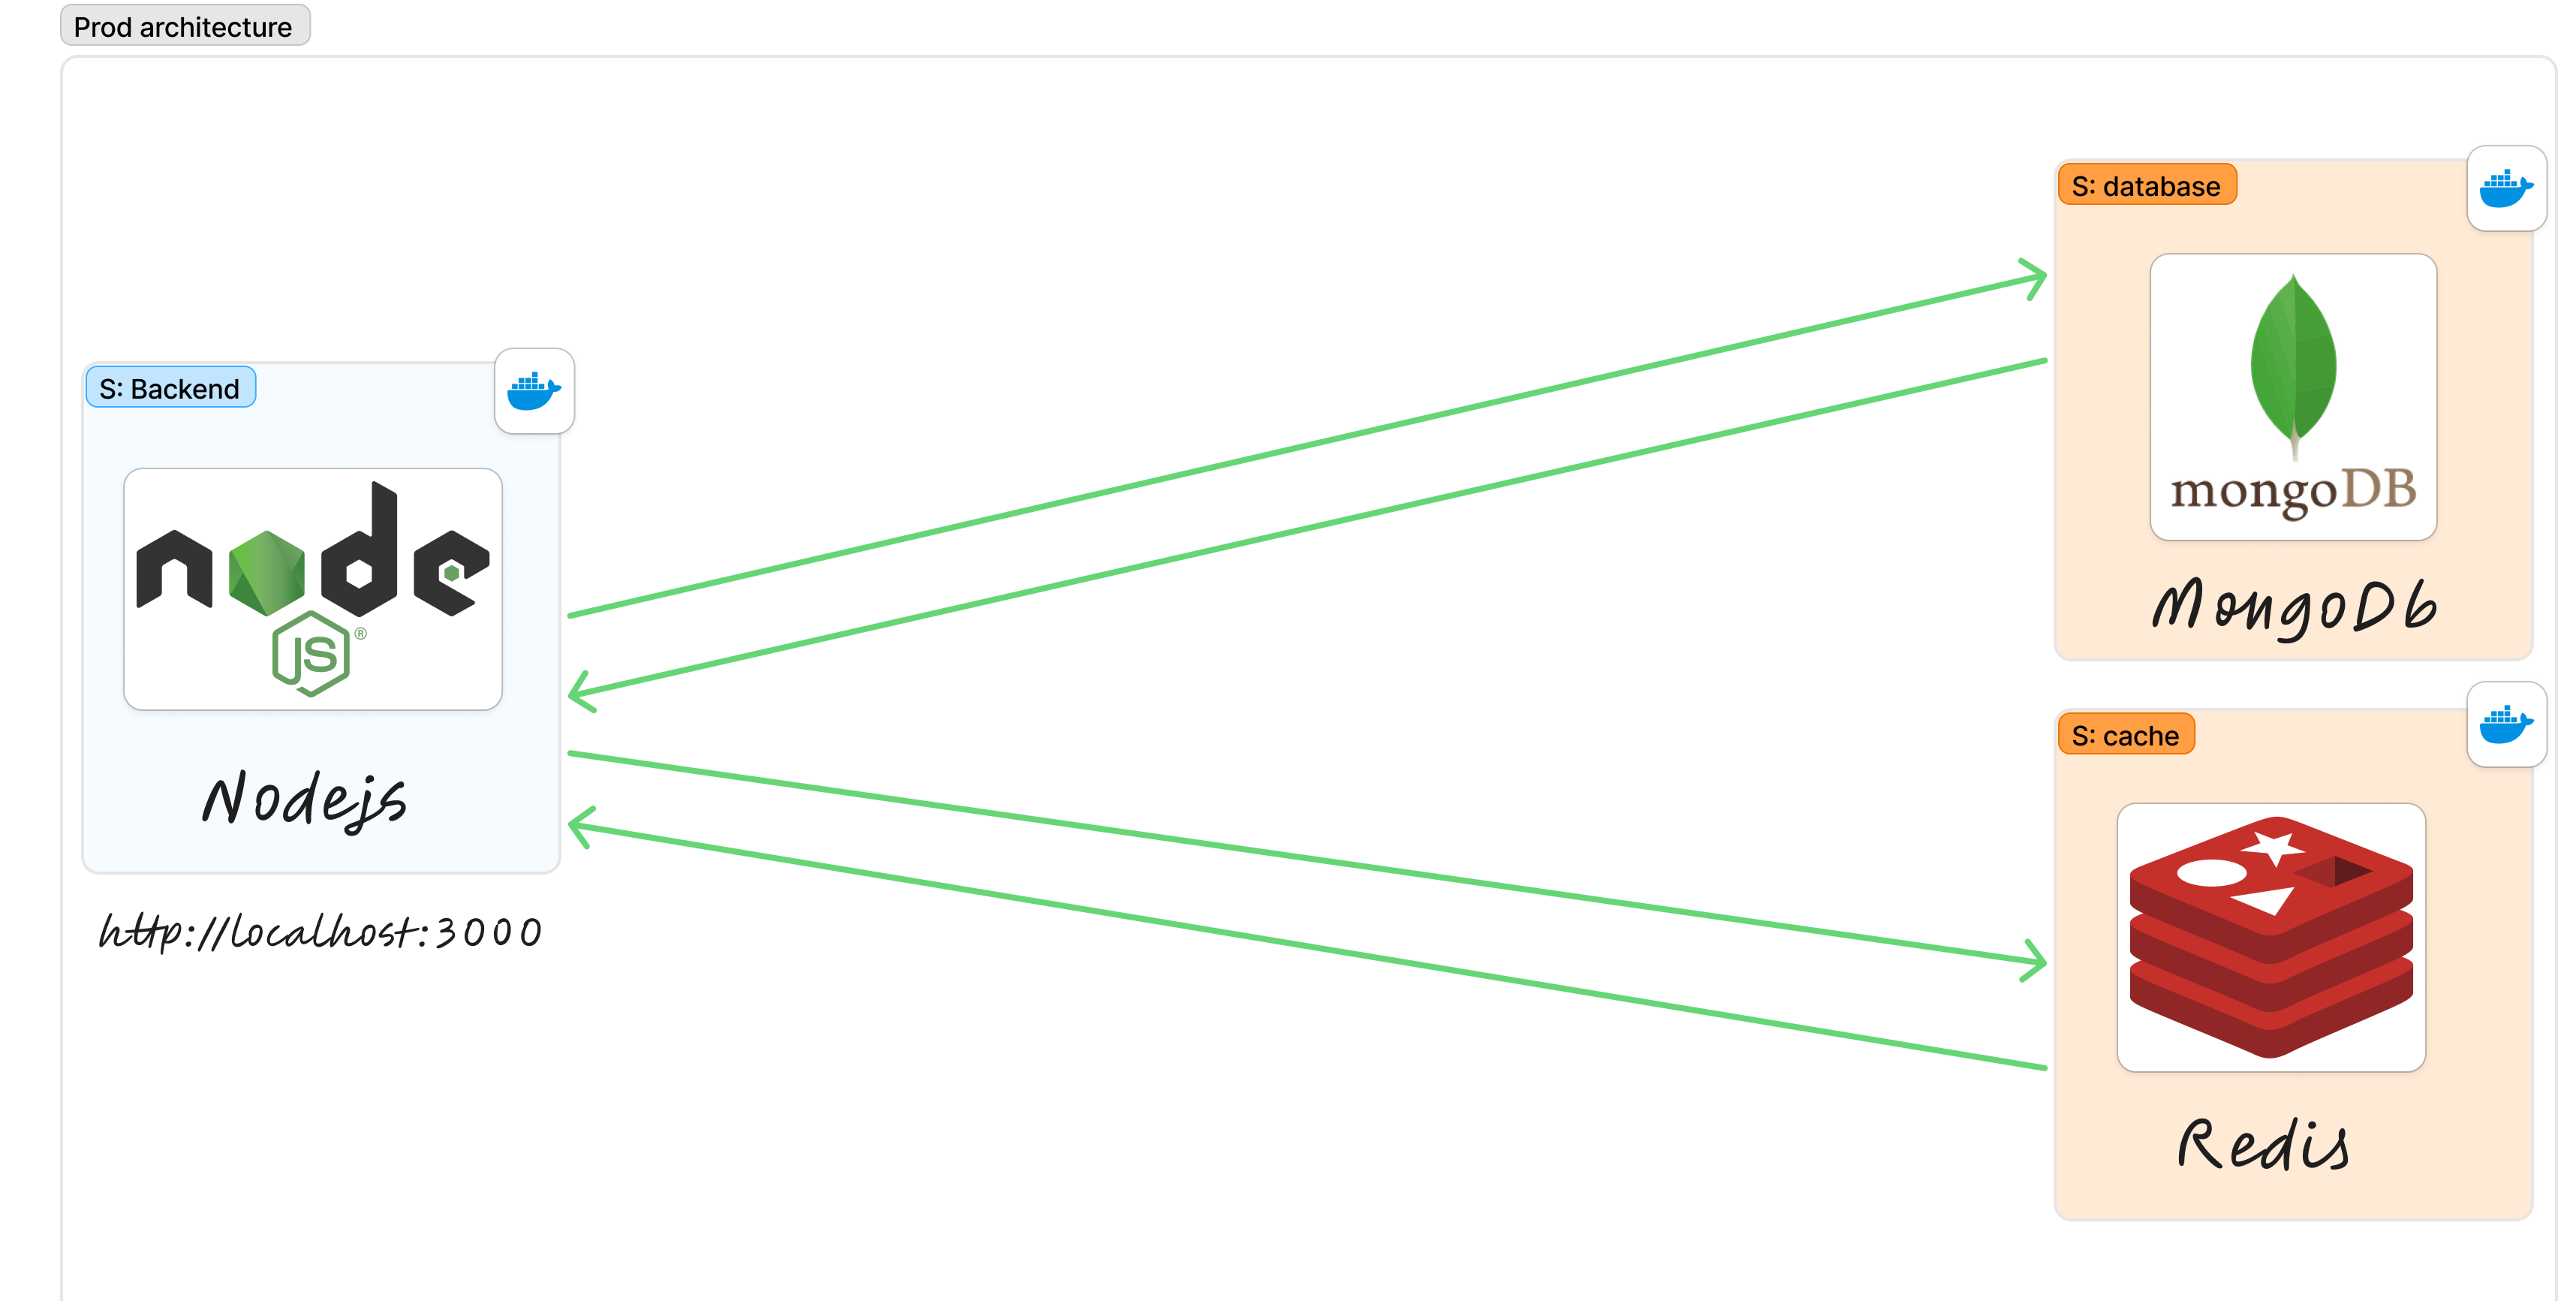 Prod architecture
S: database
mongoDB
MongoDb
S: Backend
node
JS®
Nodejs
http://localhost:3000
S: cache
Redis